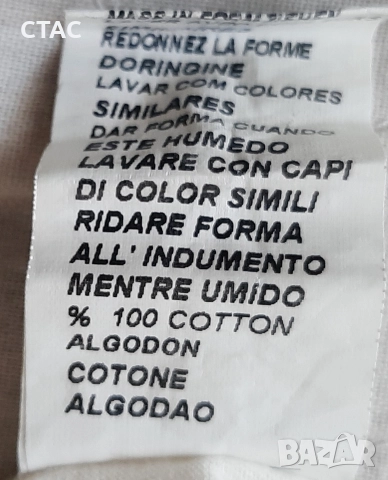 CTAC
REDONNEZ LA FORME
DORINGINE
LAVAR COM COLORES
SIMILARES
DAR FORMA CUANDO
ESTE HUMEDO
LAVARE CON CAPI
DI COLOR SIMILI
RIDARE FORMA
ALL' INDUMENTO
MENTRE UMIDO
% 100 COTTON
ALGODON
COTONE
ALGODAO
BAZAR.bg